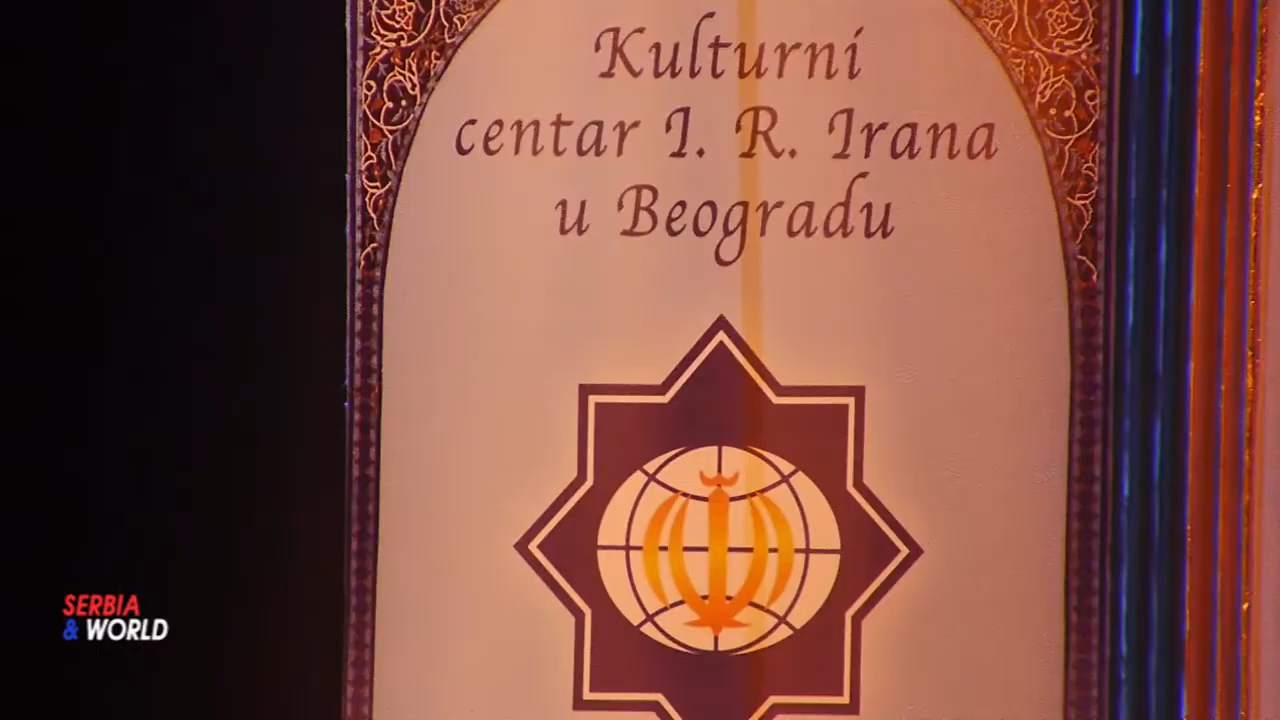 Kulturni
centar I. R. Irana
u Beogradu
SERBIA
& WORLD